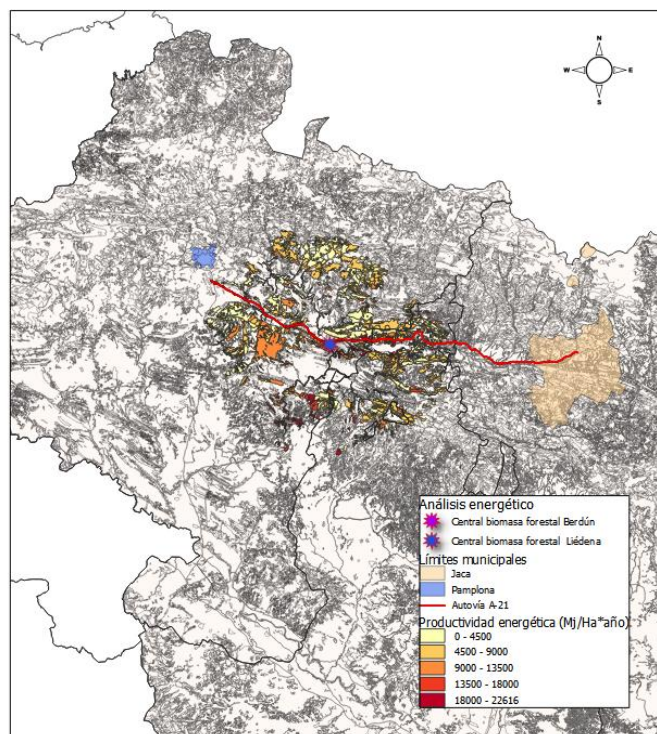 N
W E
S
Análisis energético
Central biomasa forestal Berdún
Central biomasa forestal Liédena
Límites municipales
Jaca
Pamplona
Autovía A-21
Productividad energética (Mj/Ha*año)
0 - 4500
4500 - 9000
9000 - 13500
13500 - 18000
18000 - 22616